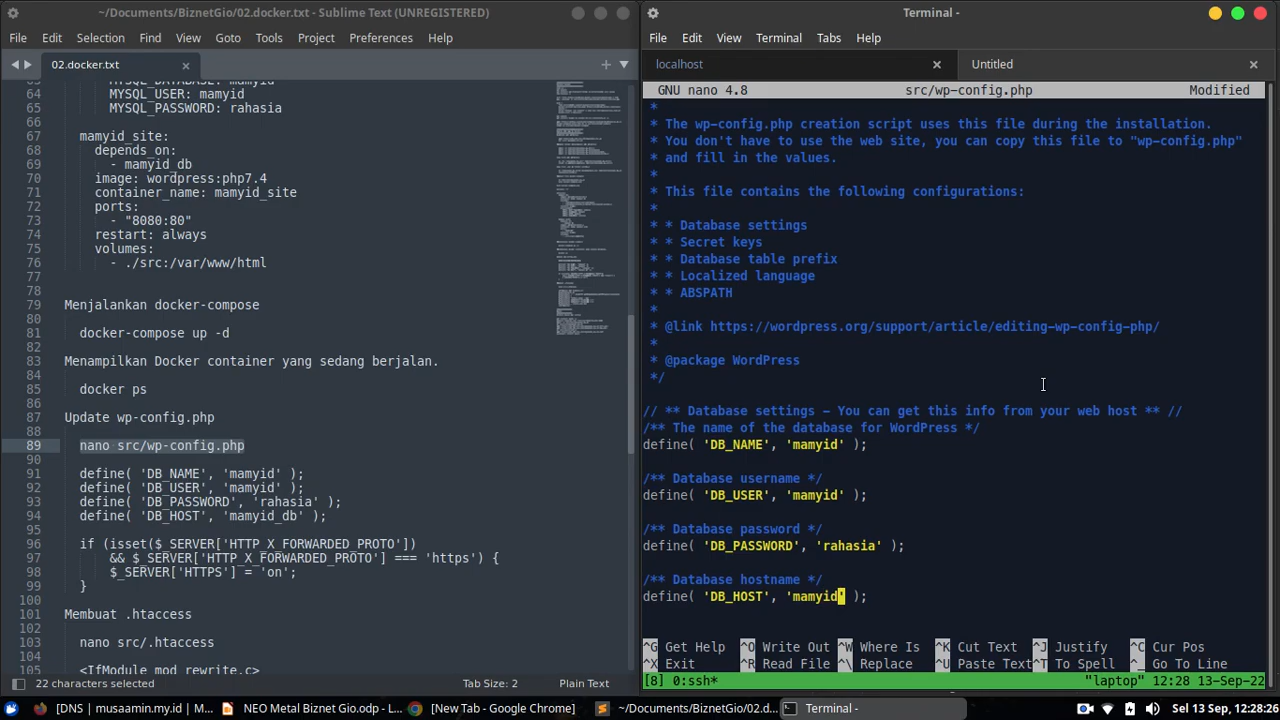 ~/Documents/BiznetGio/02.docker.txt - Sublime Text (UNREGISTERED)
File Edit Selection Find View Goto Tools Project Preferences Help
02.docker.txt
63 MYSQL_DATABASE: mamyid
64 MYSQL_USER: mamyid
65 MYSQL_PASSWORD: rahasia
66
67 mamyid_site:
68 depends_on:
69 - mamyid_db
70 image: wordpress:php7.4
71 container_name: mamyid_site
72 ports:
73 - "8080:80"
74 restart: always
75 volumes:
76 - ./src:/var/www/html
77
78
79 Menjalankan docker-compose
80
81 docker-compose up -d
82
83 Menampilkan Docker container yang sedang berjalan.
84
85 docker ps
86
87 Update wp-config.php
88
89 nano src/wp-config.php
90
91 define( 'DB_NAME', 'mamyid' );
92 define( 'DB_USER', 'mamyid' );
93 define( 'DB_PASSWORD', 'rahasia' );
94 define( 'DB_HOST', 'mamyid_db' );
95
96 if (isset($_SERVER['HTTP_X_FORWARDED_PROTO'])
97 && $_SERVER['HTTP_X_FORWARDED_PROTO'] === 'https') {
98 $_SERVER['HTTPS'] = 'on';
99 }
100
101 Membuat .htaccess
102
103 nano src/.htaccess
104
105 <IfModule mod_rewrite.c>
22 characters selected
Tab Size: 2
Plain Text
Terminal -
File Edit View Terminal Tabs Help
localhost
Untitled
GNU nano 4.8 src/wp-config.php Modified
*
* The wp-config.php creation script uses this file during the installation.
* You don't have to use the web site, you can copy this file to "wp-config.php"
* and fill in the values.
*
* This file contains the following configurations:
*
* * Database settings
* * Secret keys
* * Database table prefix
* * Localized language
* * ABSPATH
*
* @link https://wordpress.org/support/article/editing-wp-config-php/
*
* @package WordPress
*/
// ** Database settings - You can get this info from your web host ** //
/** The name of the database for WordPress */
define( 'DB_NAME', 'mamyid' );
/** Database username */
define( 'DB_USER', 'mamyid' );
/** Database password */
define( 'DB_PASSWORD', 'rahasia' );
/** Database hostname */
define( 'DB_HOST', 'mamyid' );
^G Get Help ^O Write Out ^W Where Is ^K Cut Text ^J Justify ^C Cur Pos
^X Exit ^R Read File ^\ Replace ^U Paste Text ^T To Spell ^_ Go To Line
[8] 0:ssh* "laptop" 12:28 13-Sep-22
[DNS | musaamin.my.id | M...
NEO Metal Biznet Gio.odp - L...
[New Tab - Google Chrome]
~/Documents/BiznetGio/02.d...
Terminal -
Sel 13 Sep, 12:28:26